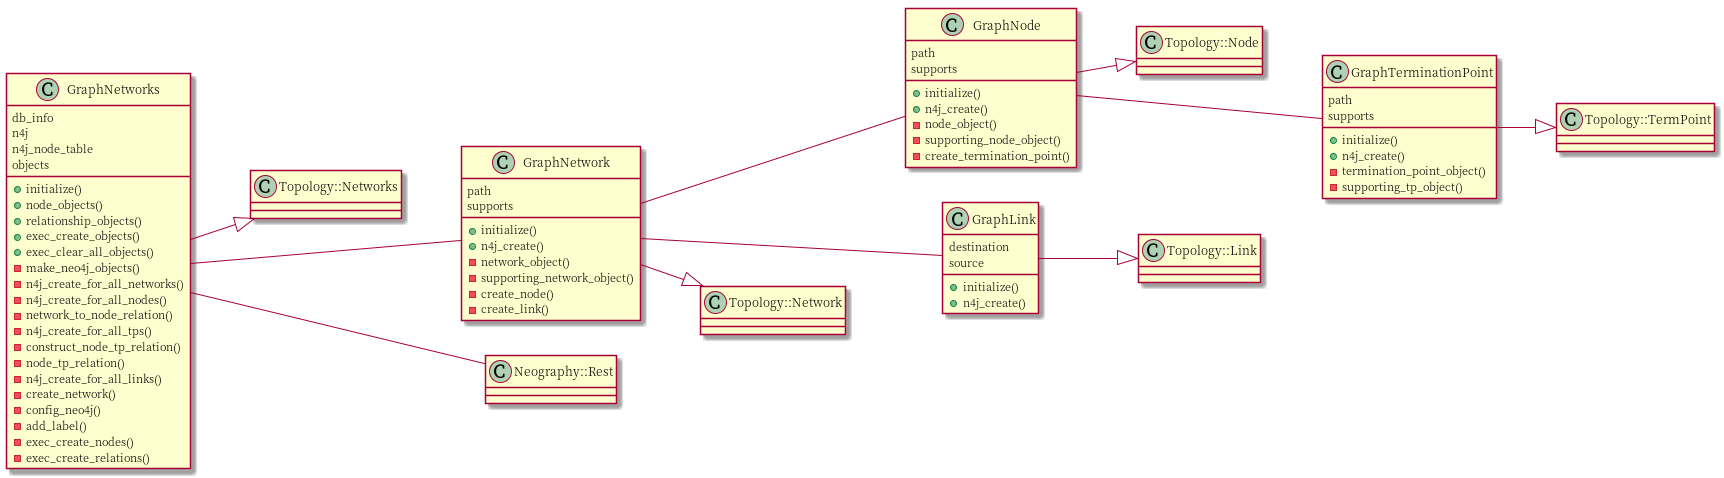 C GraphNetworks
db_info
n4j
n4j_node_table
objects
initialize()
node_objects()
relationship_objects()
exec_create_objects()
exec_clear_all_objects()
make_neo4j_objects()
n4j_create_for_all_networks()
n4j_create_for_all_nodes()
network_to_node_relation()
n4j_create_for_all_tps()
construct_node_tp_relation()
node_tp_relation()
n4j_create_for_all_links()
create_network()
config_neo4j()
add_label()
exec_create_nodes()
exec_create_relations()
C Topology::Networks
C GraphNetwork
path
supports
initialize()
n4j_create()
network_object()
supporting_network_object()
create_node()
create_link()
C Neography::Rest
C Topology::Network
C GraphNode
path
supports
initialize()
n4j_create()
node_object()
supporting_node_object()
create_termination_point()
C GraphLink
destination
source
initialize()
n4j_create()
C Topology::Node
C Topology::Link
C GraphTerminationPoint
path
supports
initialize()
n4j_create()
termination_point_object()
supporting_tp_object()
C Topology::TermPoint